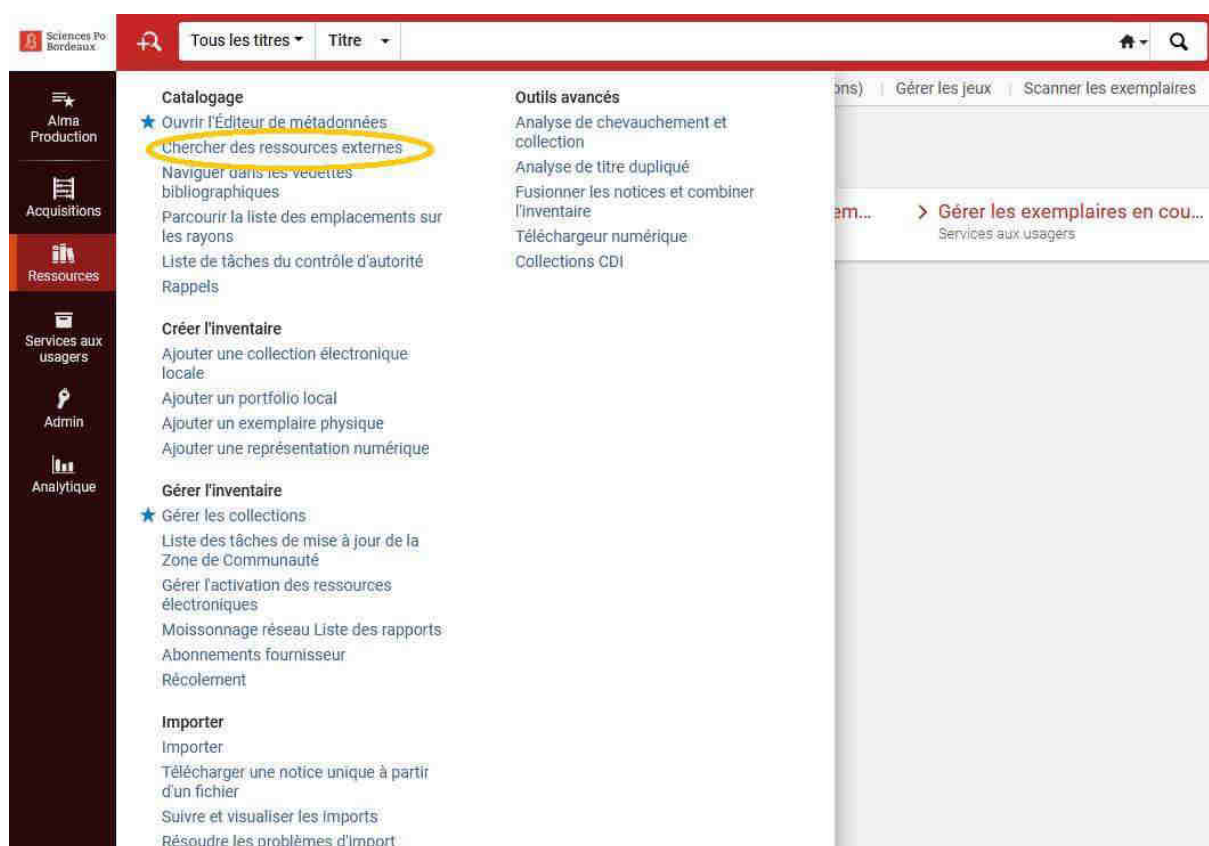 Sciences Po
Bordeaux
Tous les titres
Titre
Alma
Production
Acquisitions
Ressources
Services aux
usagers
Admin
Analytique
Catalogage
Ouvrir l'Éditeur de métadonnées
Chercher des ressources externes
Naviguer dans les vedettes
bibliographiques
Parcourir la liste des emplacements sur
les rayons
Liste de tâches du contrôle d'autorité
Rappels
Créer l'inventaire
Ajouter une collection électronique
locale
Ajouter un portfolio local
Ajouter un exemplaire physique
Ajouter une représentation numérique
Gérer l'inventaire
Gérer les collections
Liste des tâches de mise à jour de la
Zone de Communauté
Gérer l'activation des ressources
électroniques
Moissonnage réseau Liste des rapports
Abonnements fournisseur
Récolement
Importer
Importer
Télécharger une notice unique à partir
d'un fichier
Suivre et visualiser les imports
Résoudre les problèmes d'import
Outils avancés
Analyse de chevauchement et
collection
Analyse de titre dupliqué
Fusionner les notices et combiner
l'inventaire
Téléchargeur numérique
Collections CDI
ons) | Gérer les jeux | Scanner les exemplaires
em... > Gérer les exemplaires en cou...
Services aux usagers